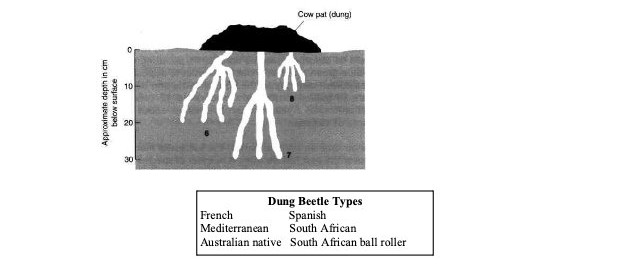 Cow pat (dung)
Approximate depth in cm
below surface
0
10
20
30
6
7
8
Dung Beetle Types
French Spanish
Mediterranean South African
Australian native South African ball roller